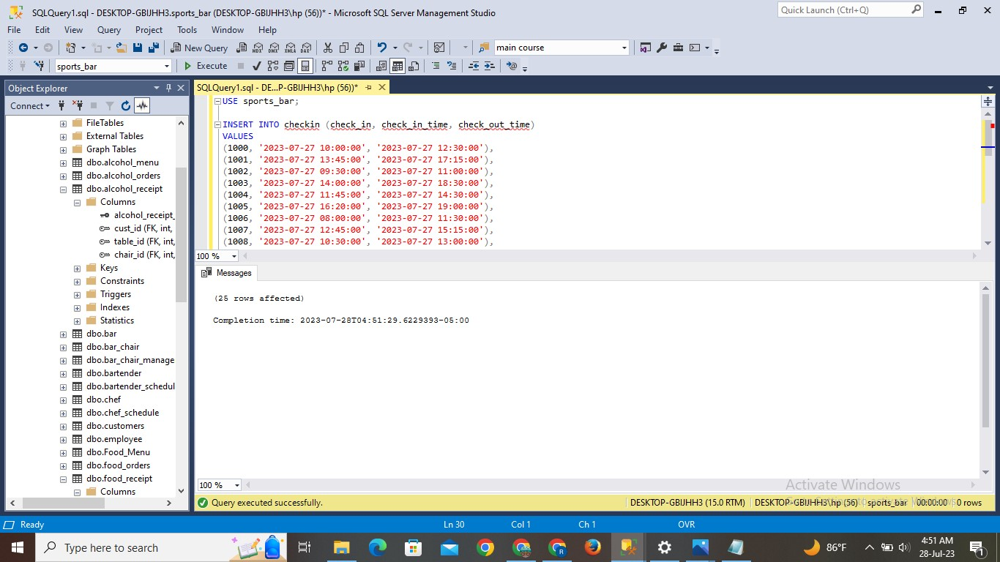 SQLQuery1.sql - DESKTOP-GBIJHH3.sports_bar (DESKTOP-GBIJHH3\hp (56))* - Microsoft SQL Server Management Studio
Quick Launch (Ctrl+Q)
File Edit View Query Project Tools Window Help
New Query MDX DMX XMLA DAX main course
sports_bar Execute
Object Explorer
Connect
FileTables
External Tables
Graph Tables
dbo.alcohol_menu
dbo.alcohol_orders
dbo.alcohol_receipt
Columns
alcohol_receipt_
cust_id (FK, int,
table_id (FK, int,
chair_id (FK, int,
Keys
Constraints
Triggers
Indexes
Statistics
dbo.bar
dbo.bar_chair
dbo.bar_chair_manage
dbo.bartender
dbo.bartender_schedul
dbo.chef
dbo.chef_schedule
dbo.customers
dbo.employee
dbo.Food_Menu
dbo.food_orders
dbo.food_receipt
Columns
SQLQuery1.sql - DE...P-GBIJHH3\hp (56))*
USE sports_bar;
INSERT INTO checkin (check_in, check_in_time, check_out_time)
VALUES
(1000, '2023-07-27 10:00:00', '2023-07-27 12:30:00'),
(1001, '2023-07-27 13:45:00', '2023-07-27 17:15:00'),
(1002, '2023-07-27 09:30:00', '2023-07-27 11:00:00'),
(1003, '2023-07-27 14:00:00', '2023-07-27 18:30:00'),
(1004, '2023-07-27 11:45:00', '2023-07-27 14:30:00'),
(1005, '2023-07-27 16:20:00', '2023-07-27 19:00:00'),
(1006, '2023-07-27 08:00:00', '2023-07-27 11:30:00'),
(1007, '2023-07-27 12:45:00', '2023-07-27 15:15:00'),
(1008, '2023-07-27 10:30:00', '2023-07-27 13:00:00'),
100 %
Messages
(25 rows affected)
Completion time: 2023-07-28T04:51:29.6229393-05:00
100 %
Activate Windows
Query executed successfully.
DESKTOP-GBIJHH3 (15.0 RTM) DESKTOP-GBIJHH3\hp (56) sports_bar 00:00:00 0 rows
Ready Ln 30 Col 1 Ch 1 OVR
Type here to search
86°F
4:51 AM
28-Jul-23
1